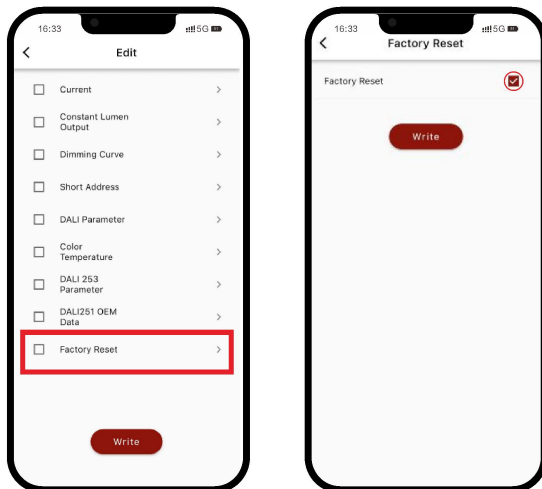 16:33
5G
Edit
Current
Constant Lumen
Output
Dimming Curve
Short Address
DALI Parameter
Color
Temperature
DALI 253
Parameter
DALI251 OEM
Data
Factory Reset
Write
16:33
5G
Factory Reset
Factory Reset
Write